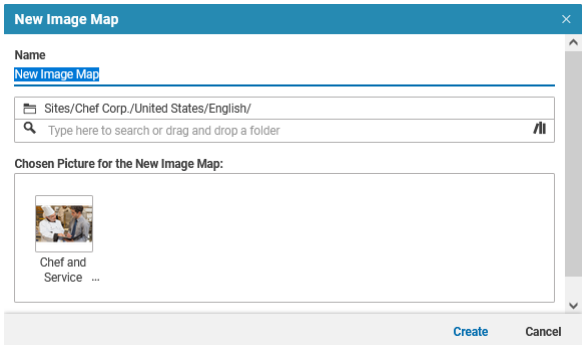 New Image Map
Name
New Image Map
Sites/Chef Corp./United States/English/
Type here to search or drag and drop a folder
Chosen Picture for the New Image Map:
Chef and
Service ...
Create Cancel